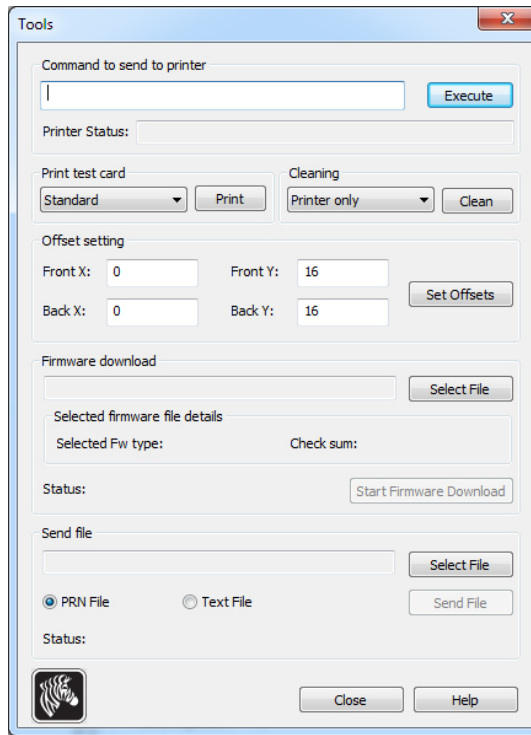 Tools
Command to send to printer
Execute
Printer Status:
Print test card
Cleaning
Standard Print Printer only Clean
Offset setting
Front X: 0 Front Y: 16
Set Offsets
Back X: 0 Back Y: 16
Firmware download
Select File
Selected firmware file details
Selected Fw type: Check sum:
Status: Start Firmware Download
Send file
Select File
PRN File Text File Send File
Status:
Close Help